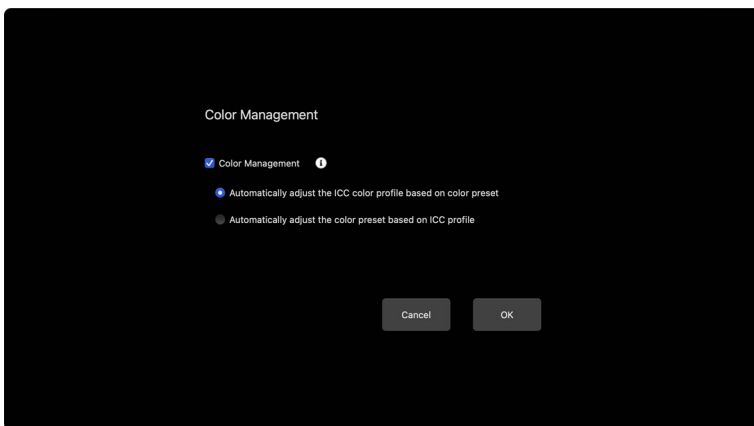 Color Management
Color Management
Automatically adjust the ICC color profile based on color preset
Automatically adjust the color preset based on ICC profile
Cancel
OK